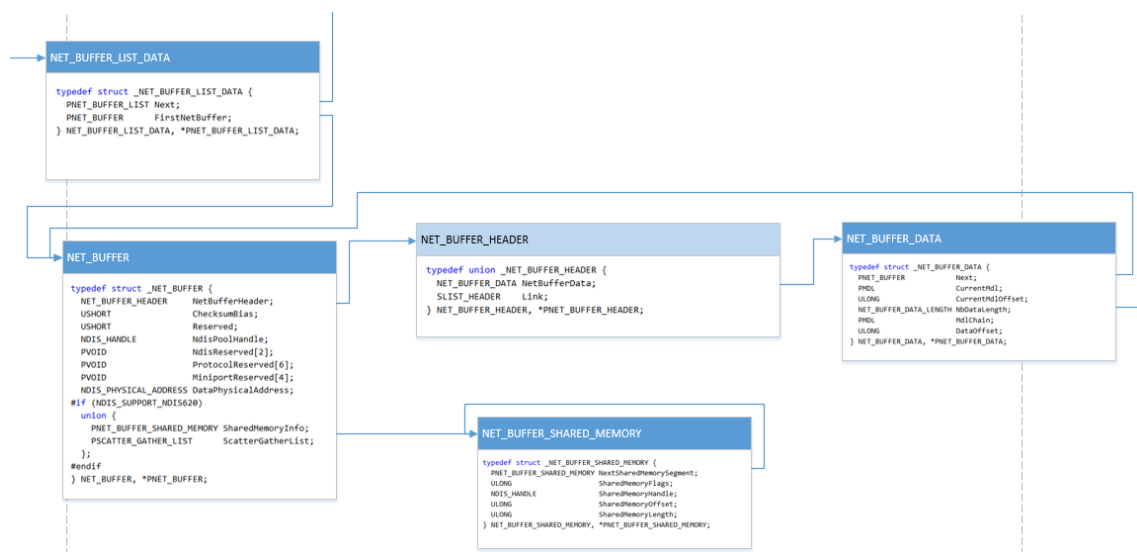 NET_BUFFER_LIST_DATA
typedef struct _NET_BUFFER_LIST_DATA {
PNET_BUFFER_LIST Next;
PNET_BUFFER FirstNetBuffer;
} NET_BUFFER_LIST_DATA, *PNET_BUFFER_LIST_DATA;
NET_BUFFER
typedef struct _NET_BUFFER {
NET_BUFFER_HEADER NetBufferHeader;
USHORT ChecksumBias;
USHORT Reserved;
NDIS_HANDLE NdisPoolHandle;
PVOID NdisReserved[2];
PVOID ProtocolReserved[6];
PVOID MiniportReserved[4];
NDIS_PHYSICAL_ADDRESS DataPhysicalAddress;
#if (NDIS_SUPPORT_NDIS620)
union {
PNET_BUFFER_SHARED_MEMORY SharedMemoryInfo;
PSCATTER_GATHER_LIST ScatterGatherList;
};
#endif
} NET_BUFFER, *PNET_BUFFER;
NET_BUFFER_HEADER
typedef union _NET_BUFFER_HEADER {
NET_BUFFER_DATA NetBufferData;
SLIST_HEADER Link;
} NET_BUFFER_HEADER, *PNET_BUFFER_HEADER;
NET_BUFFER_DATA
typedef struct _NET_BUFFER_DATA {
PNET_BUFFER Next;
PMDL CurrentMdl;
ULONG CurrentMdlOffset;
NET_BUFFER_DATA_LENGTH NbDataLength;
PMDL MdlChain;
ULONG DataOffset;
} NET_BUFFER_DATA, *PNET_BUFFER_DATA;
NET_BUFFER_SHARED_MEMORY
typedef struct _NET_BUFFER_SHARED_MEMORY {
PNET_BUFFER_SHARED_MEMORY NextSharedMemorySegment;
ULONG SharedMemoryFlags;
NDIS_HANDLE SharedMemoryHandle;
ULONG SharedMemoryOffset;
ULONG SharedMemoryLength;
} NET_BUFFER_SHARED_MEMORY, *PNET_BUFFER_SHARED_MEMORY;